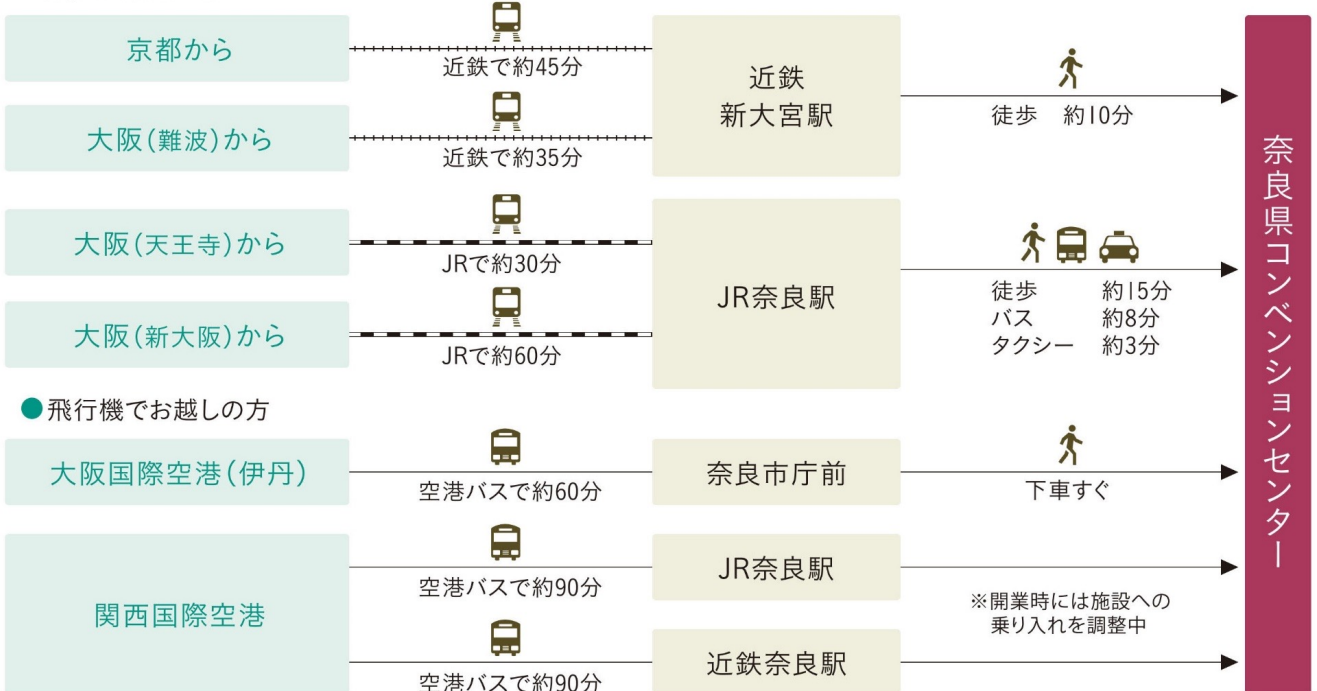 京都から
近鉄で約45分
大阪(難波)から
近鉄で約35分
近鉄
新大宮駅
徒歩　約10分
大阪(天王寺)から
JRで約30分
大阪(新大阪)から
JRで約60分
JR奈良駅
徒歩　約15分
バス　約8分
タクシー　約3分
●飛行機でお越しの方
大阪国際空港(伊丹)
空港バスで約60分
奈良市庁前
下車すぐ
関西国際空港
空港バスで約90分
JR奈良駅
※開業時には施設への
乗り入れを調整中
空港バスで約90分
近鉄奈良駅
奈良県コンベンションセンター